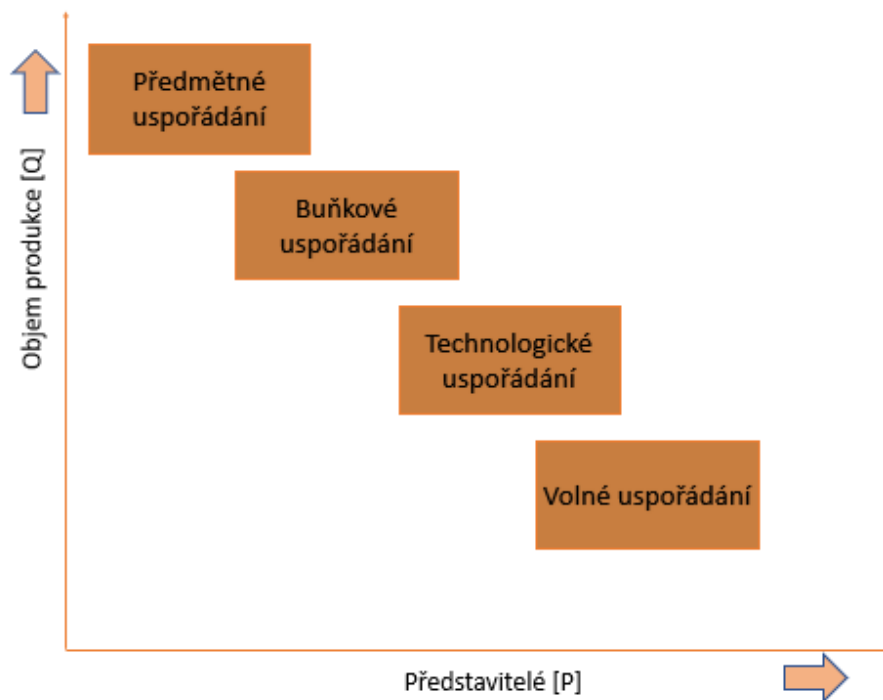 Předmětné
uspořádání
Buňkové
uspořádání
Technologické
uspořádání
Volné uspořádání
Objem produkce [Q]
Představitelé [P]